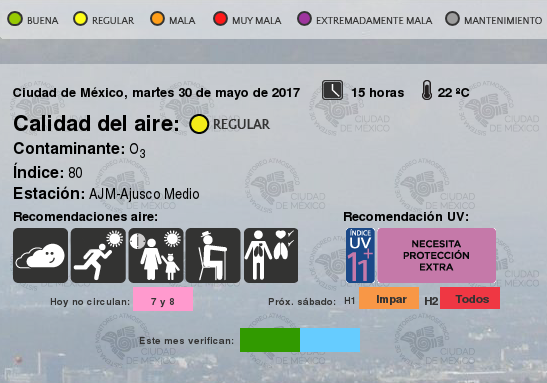 BUENA REGULAR MALA MUY MALA EXTREMADAMENTE MALA MANTENIMIENTO
Ciudad de México, martes 30 de mayo de 2017 15 horas 22 ºC
Calidad del aire: REGULAR
Contaminante: O3
Índice: 80
Estación: AJM-Ajusco Medio
Recomendaciones aire: Recomendación UV:
ÍNDICE UV 11+
NECESITA
PROTECCIÓN
EXTRA
Hoy no circulan: 7 y 8 Próx. sábado: H1 Impar H2 Todos
Este mes verifican:
CIUDAD
DE MÉXICO